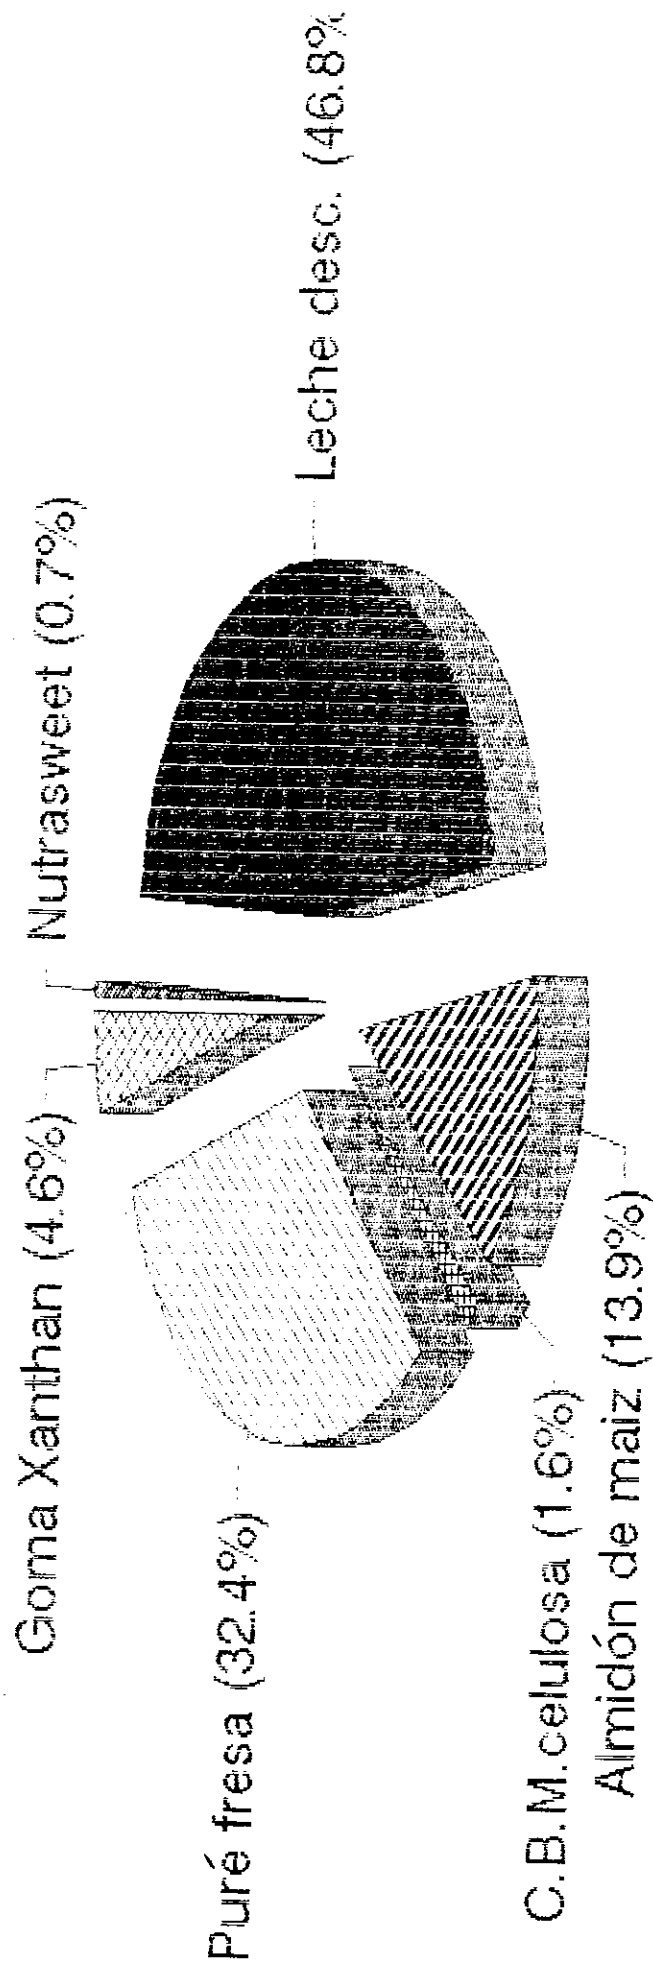 Nutrasweet (0.7%)
Goma Xanthan (4.6%)
Leche desc. (46.8%
Puré fresa (32.4%)
C.B.M.celulosa (1.6%)
Almidón de maiz (13.9%)